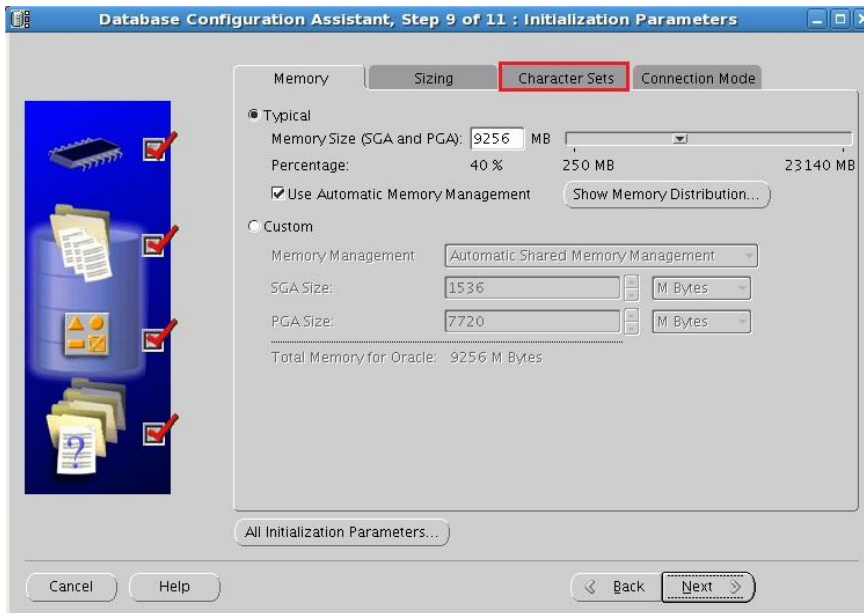 Database Configuration Assistant, Step 9 of 11 : Initialization Parameters
Memory Sizing Character Sets Connection Mode
Typical
Memory Size (SGA and PGA): 9256 MB
Percentage: 40 % 250 MB 23140 MB
Use Automatic Memory Management Show Memory Distribution...
Custom
Memory Management Automatic Shared Memory Management
SGA Size: 1536 M Bytes
PGA Size: 7720 M Bytes
Total Memory for Oracle: 9256 M Bytes
?
All Initialization Parameters...
Cancel Help Back Next